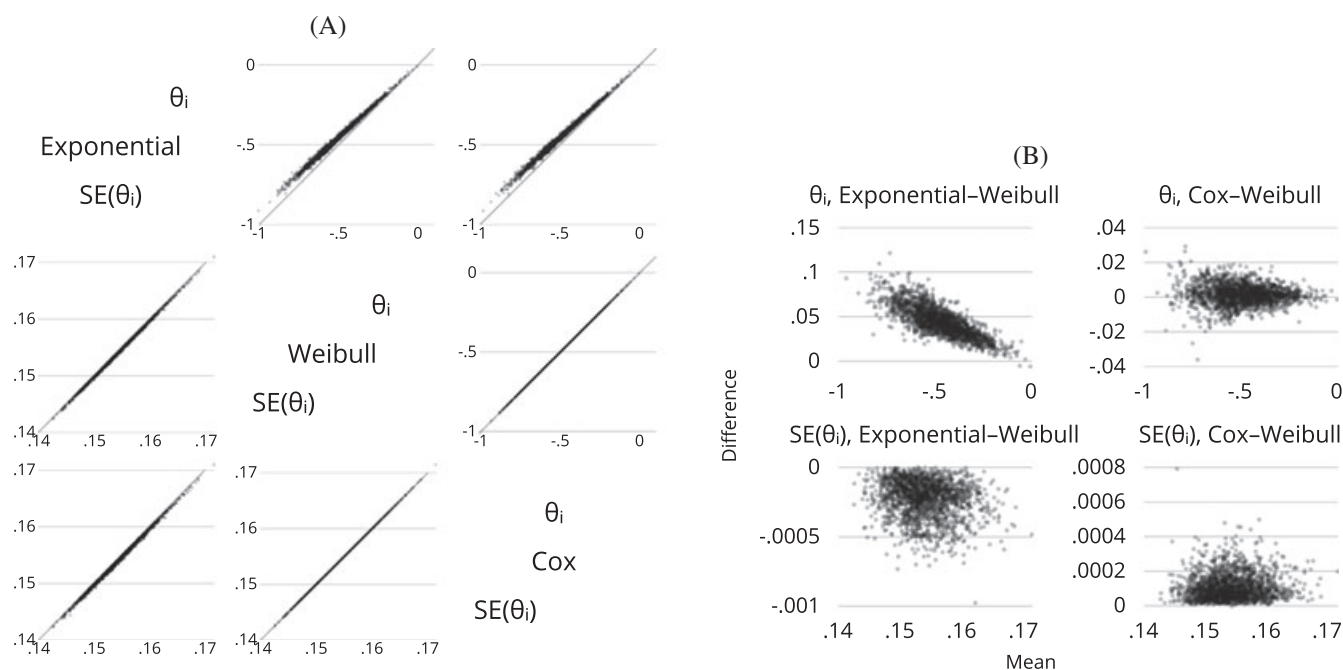 (A)
0
-.5
-1
-1 -.5 0
0
-.5
-1
-1 -.5 0
θi
Exponential
SE(θi)
.17
.16
.15
.14
.14 .15 .16 .17
θi
Weibull
SE(θi)
0
-.5
-1
-1 -.5 0
.17
.16
.15
.14
.14 .15 .16 .17
.17
.16
.15
.14
.14 .15 .16 .17
θi
Cox
SE(θi)
(B)
θi, Exponential–Weibull
.15
.1
.05
0
-1 -.5 0
θi, Cox–Weibull
.04
.02
0
-.02
-.04
-1 -.5 0
Difference
SE(θi), Exponential–Weibull
0
-.0005
-.001
.14 .15 .16 .17
SE(θi), Cox–Weibull
.0008
.0006
.0004
.0002
0
.14 .15 .16 .17
Mean